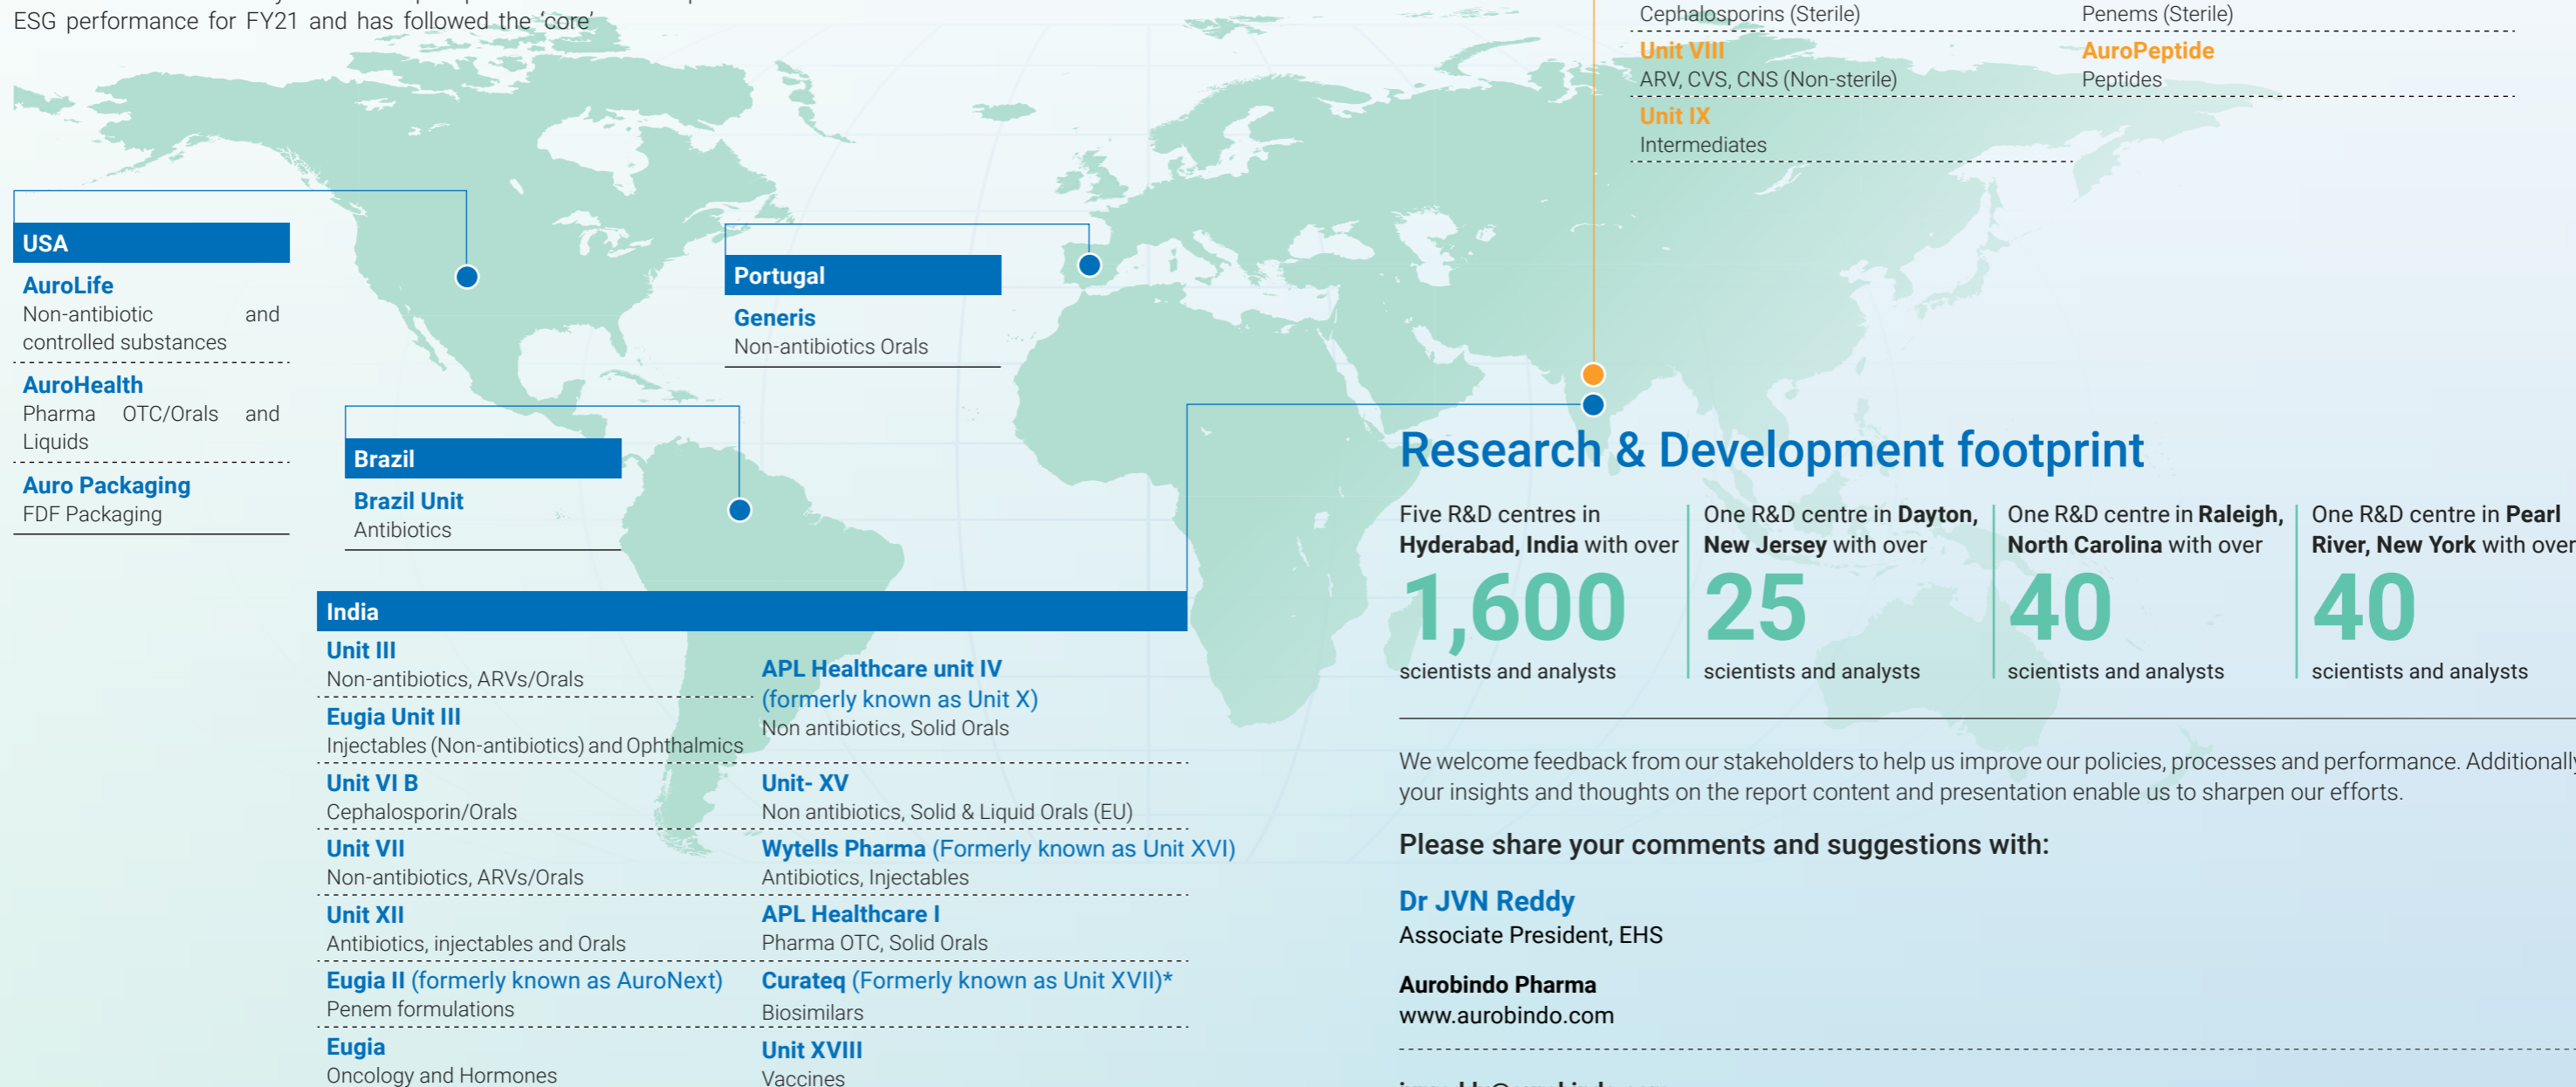 ESG performance for FY21 and has followed the ‘core’
Cephalosporins (Sterile)
Unit VIII
ARV, CVS, CNS (Non-sterile)
Unit IX
Intermediates
Penems (Sterile)
AuroPeptide
Peptides
USA
AuroLife
Non-antibiotic and
controlled substances
AuroHealth
Pharma OTC/Orals and
Liquids
Auro Packaging
FDF Packaging
Portugal
Generis
Non-antibiotics Orals
Brazil
Brazil Unit
Antibiotics
India
Unit III
Non-antibiotics, ARVs/Orals
Eugia Unit III
Injectables (Non-antibiotics) and Ophthalmics
Unit VI B
Cephalosporin/Orals
Unit VII
Non-antibiotics, ARVs/Orals
Unit XII
Antibiotics, injectables and Orals
Eugia II (formerly known as AuroNext)
Penem formulations
Eugia
Oncology and Hormones
APL Healthcare unit IV
(formerly known as Unit X)
Non antibiotics, Solid Orals
Unit- XV
Non antibiotics, Solid & Liquid Orals (EU)
Wytells Pharma (Formerly known as Unit XVI)
Antibiotics, Injectables
APL Healthcare I
Pharma OTC, Solid Orals
Curateq (Formerly known as Unit XVII)*
Biosimilars
Unit XVIII
Vaccines
Research & Development footprint
Five R&D centres in
Hyderabad, India with over
1,600
scientists and analysts
One R&D centre in Dayton,
New Jersey with over
25
scientists and analysts
One R&D centre in Raleigh,
North Carolina with over
40
scientists and analysts
One R&D centre in Pearl
River, New York with over
40
scientists and analysts
We welcome feedback from our stakeholders to help us improve our policies, processes and performance. Additionally
your insights and thoughts on the report content and presentation enable us to sharpen our efforts.
Please share your comments and suggestions with:
Dr JVN Reddy
Associate President, EHS
Aurobindo Pharma
www.aurobindo.com